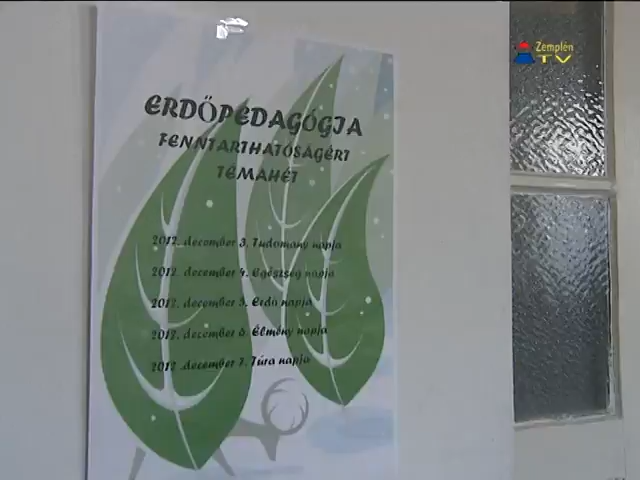 Zemplén
TV
ERDŐPEDAGÓGIA
FENNTARTHATÓSÁGÉRT
TÉMAHÉT
2012. december 3. Tudomány napja
2012. december 4. Egészség napja
2012. december 5. Erdő napja
2012. december 6. Élmény napja
2012. december 7. Túra napja